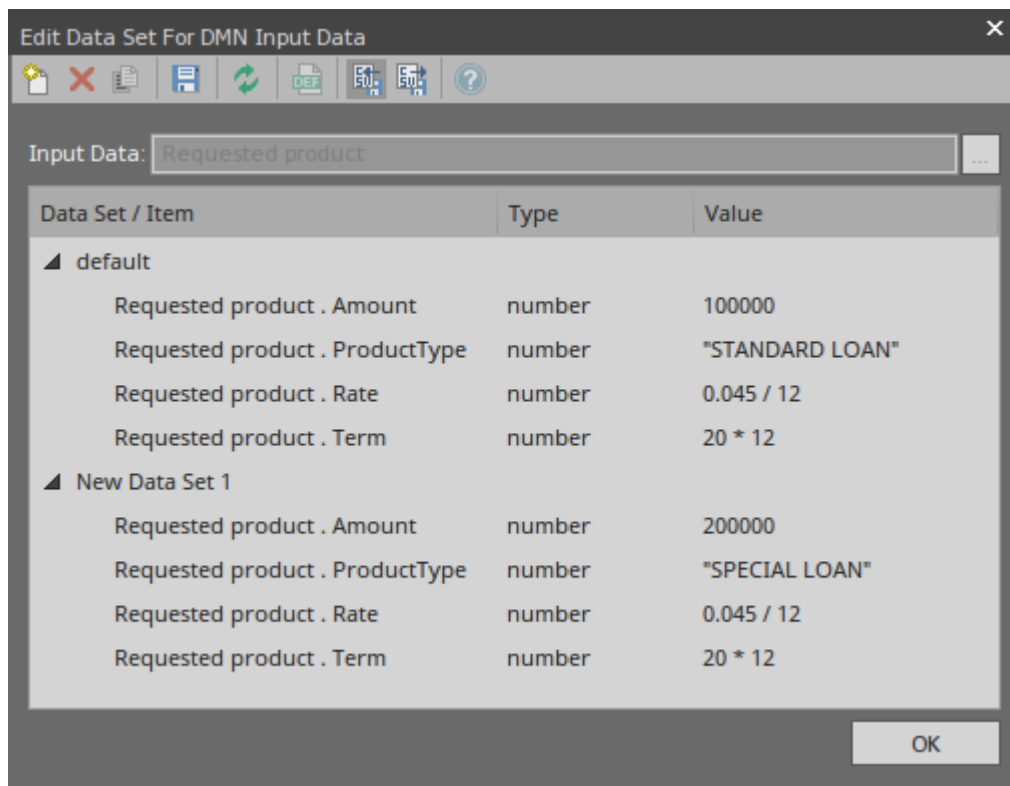 Edit Data Set For DMN Input Data
DEF
Input Data: Requested product ...
Data Set / Item Type Value
default
Requested product . Amount number 100000
Requested product . ProductType number "STANDARD LOAN"
Requested product . Rate number 0.045 / 12
Requested product . Term number 20 * 12
New Data Set 1
Requested product . Amount number 200000
Requested product . ProductType number "SPECIAL LOAN"
Requested product . Rate number 0.045 / 12
Requested product . Term number 20 * 12
OK